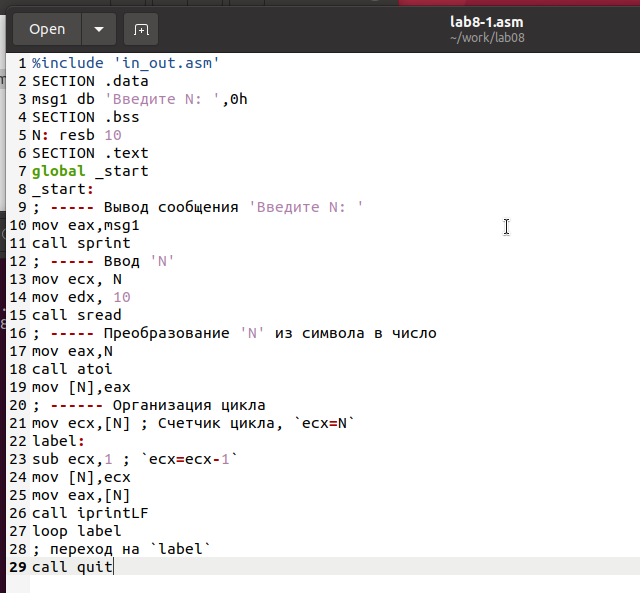 Open
lab8-1.asm
~/work/lab08
1 %include 'in_out.asm'
2 SECTION .data
3 msg1 db 'Введите N: ',0h
4 SECTION .bss
5 N: resb 10
6 SECTION .text
7 global _start
8 _start:
9 ; ----- Вывод сообщения 'Введите N: '
10 mov eax,msg1
11 call sprint
12 ; ----- Ввод 'N'
13 mov ecx, N
14 mov edx, 10
15 call sread
16 ; ----- Преобразование 'N' из символа в число
17 mov eax,N
18 call atoi
19 mov [N],eax
20 ; ------ Организация цикла
21 mov ecx,[N] ; Счетчик цикла, `ecx=N`
22 label:
23 sub ecx,1 ; `ecx=ecx-1`
24 mov [N],ecx
25 mov eax,[N]
26 call iprintLF
27 loop label
28 ; переход на `label`
29 call quit